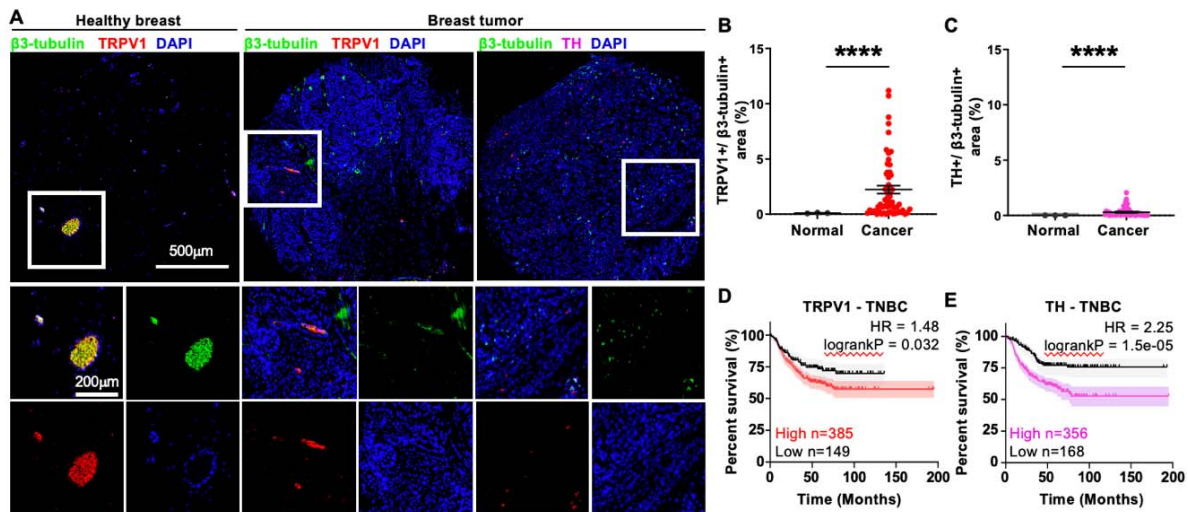 A
Healthy breast
Breast tumor
β3-tubulin TRPV1 DAPI
β3-tubulin TRPV1 DAPI
β3-tubulin TH DAPI
500μm
200μm
B
TRPV1+/ β3-tubulin+
area (%)
15
10
5
0
****
Normal
Cancer
C
TH+/ β3-tubulin+
area (%)
15
10
5
0
****
Normal
Cancer
D
TRPV1 - TNBC
HR = 1.48
logrankP = 0.032
Percent survival (%)
100
75
50
25
0
High n=385
Low n=149
0 50 100 150 200
Time (Months)
E
TH - TNBC
HR = 2.25
logrankP = 1.5e-05
Percent survival (%)
100
75
50
25
0
High n=356
Low n=168
0 50 100 150 200
Time (Months)